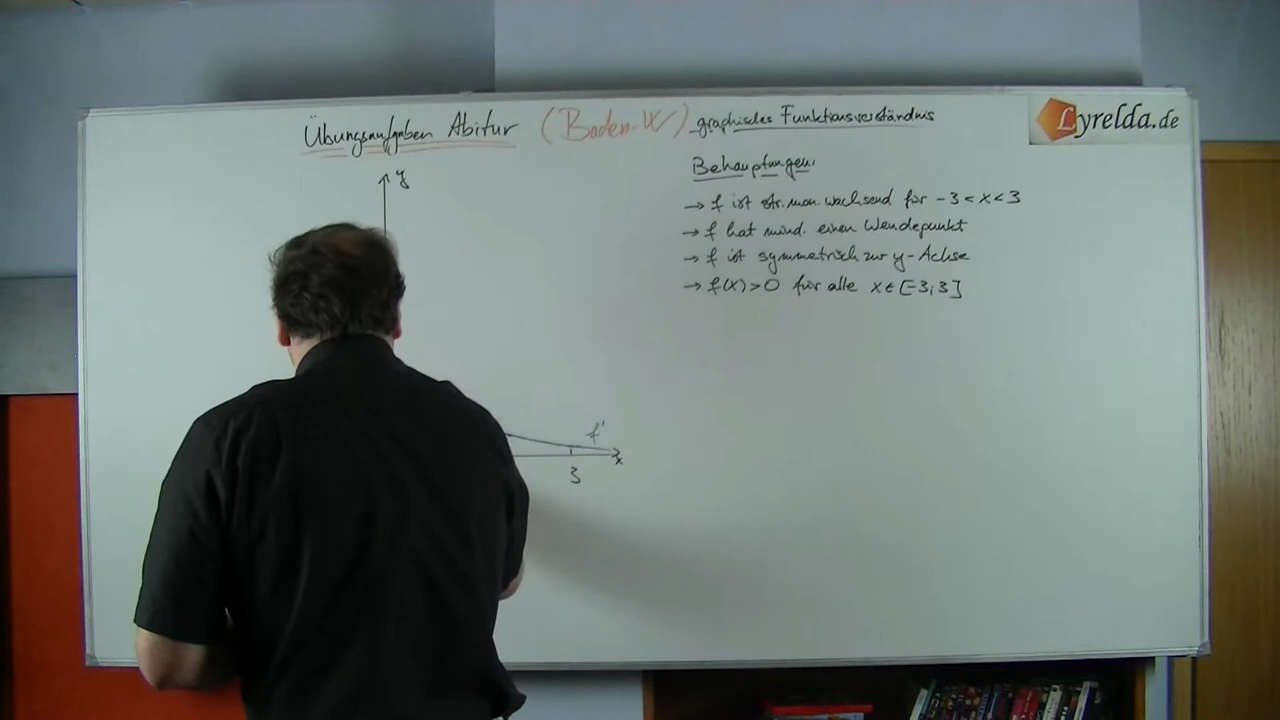 Übungsaufgaben Abitur (Baden-W) graphisches Funktionsverständnis
Lyrelda.de
Behauptungen:
→ f ist str. mon. wachsend für -3 < x < 3
→ f hat mind. einen Wendepunkt
→ f ist symmetrisch zur y-Achse
→ f(x) > 0 für alle x ∈ [-3; 3]
y
f'
x
3